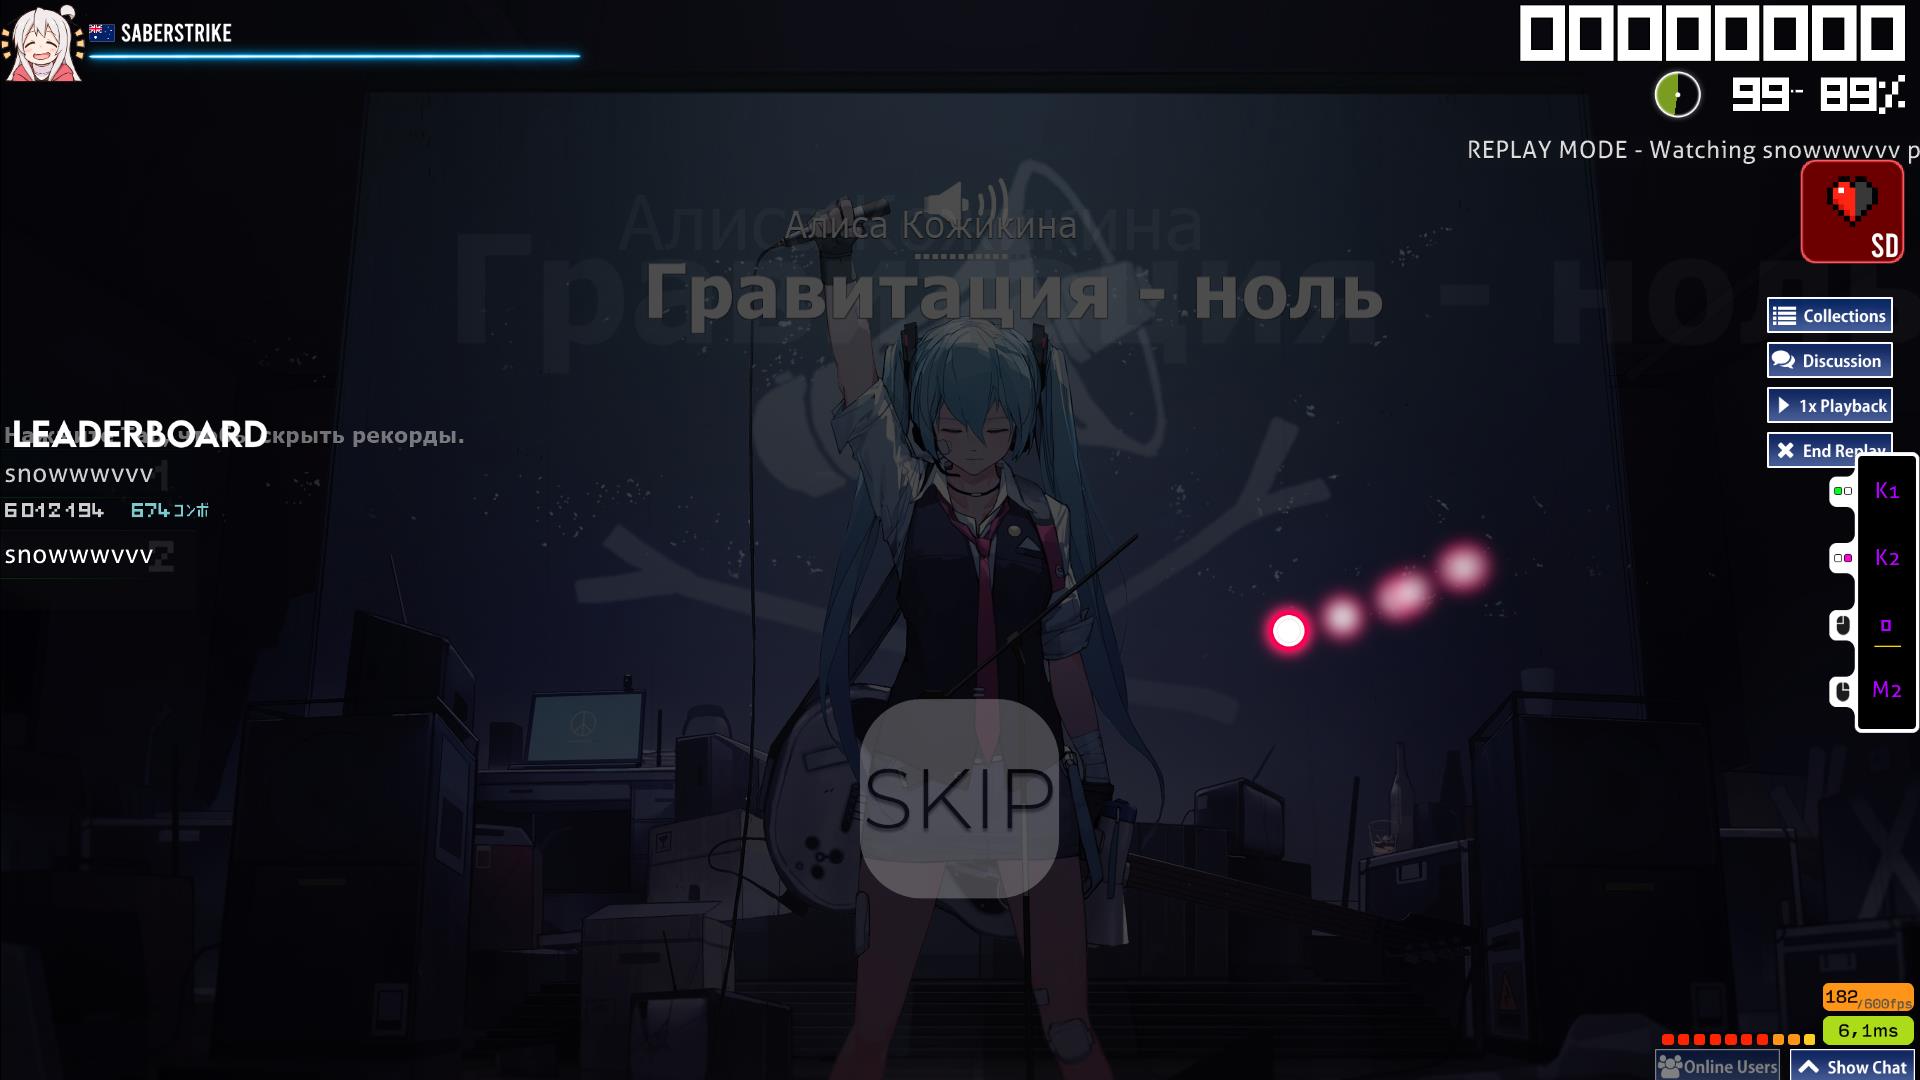 SABERSTRIKE
00000000
99-89%
REPLAY MODE - Watching snowwwvvv p
SD
Алиса Кожикина
Гравитация - ноль
Collections
Discussion
1x Playback
End Replay
LEADERBOARD
скрыть рекорды.
snowwwvvv 1
6012194 674コンボ
snowwwvvv 2
K1
K2
M2
SKIP
182/600fps
6,1ms
Online Users
Show Chat